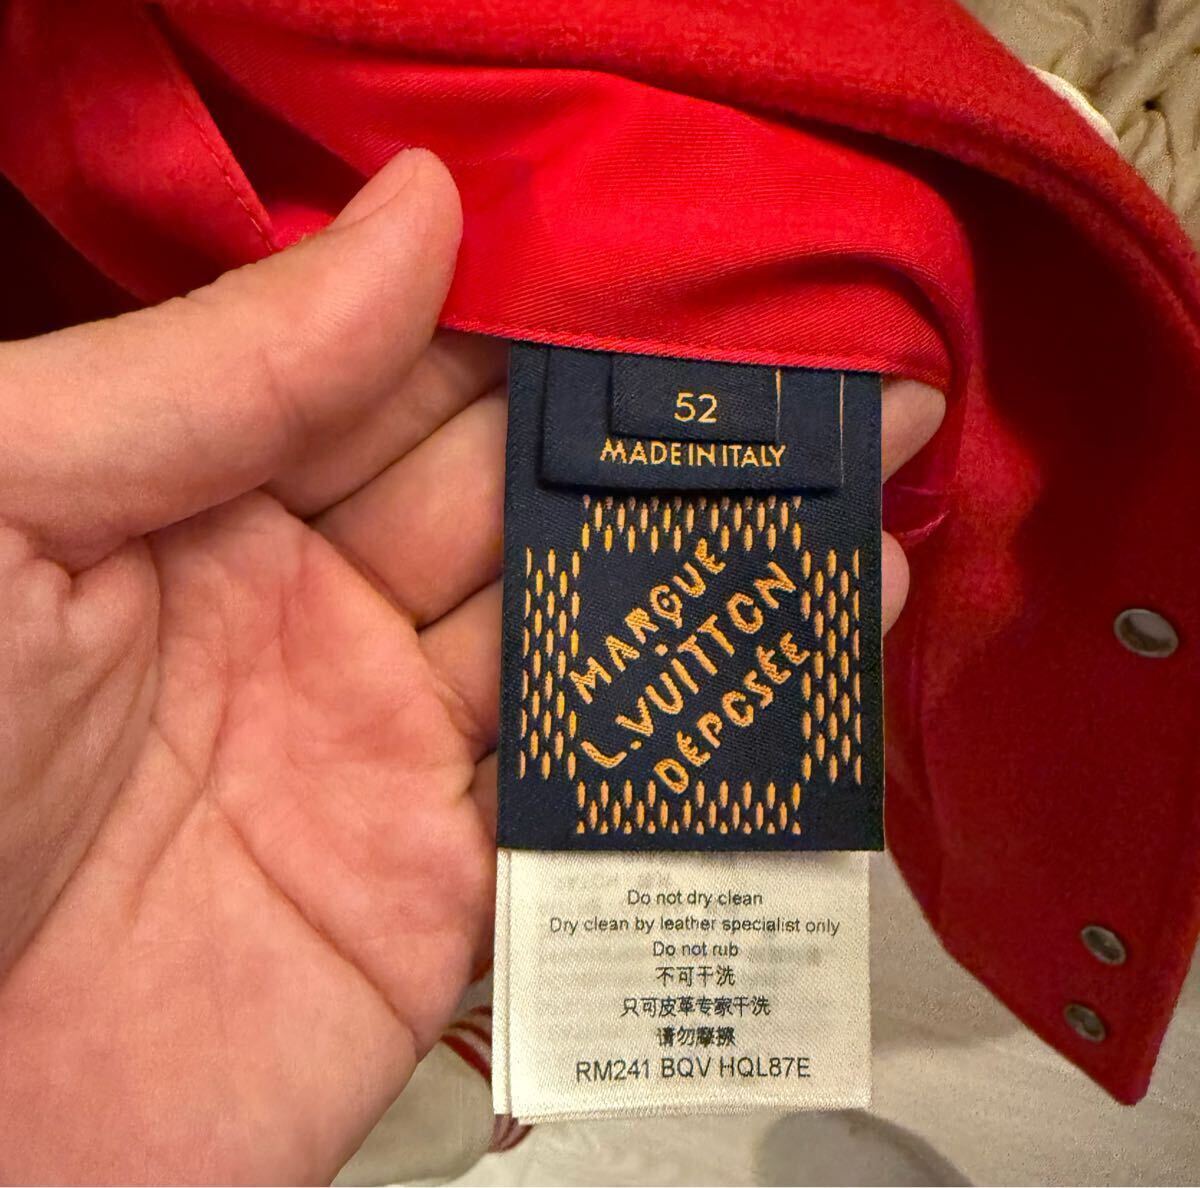 52
MADE IN ITALY
MARQUE
L.VUITTON
DÉPOSÉE
Do not dry clean
Dry clean by leather specialist only
Do not rub
不可干洗
只可皮革专家干洗
请勿摩擦
RM241 BQV HQL87E